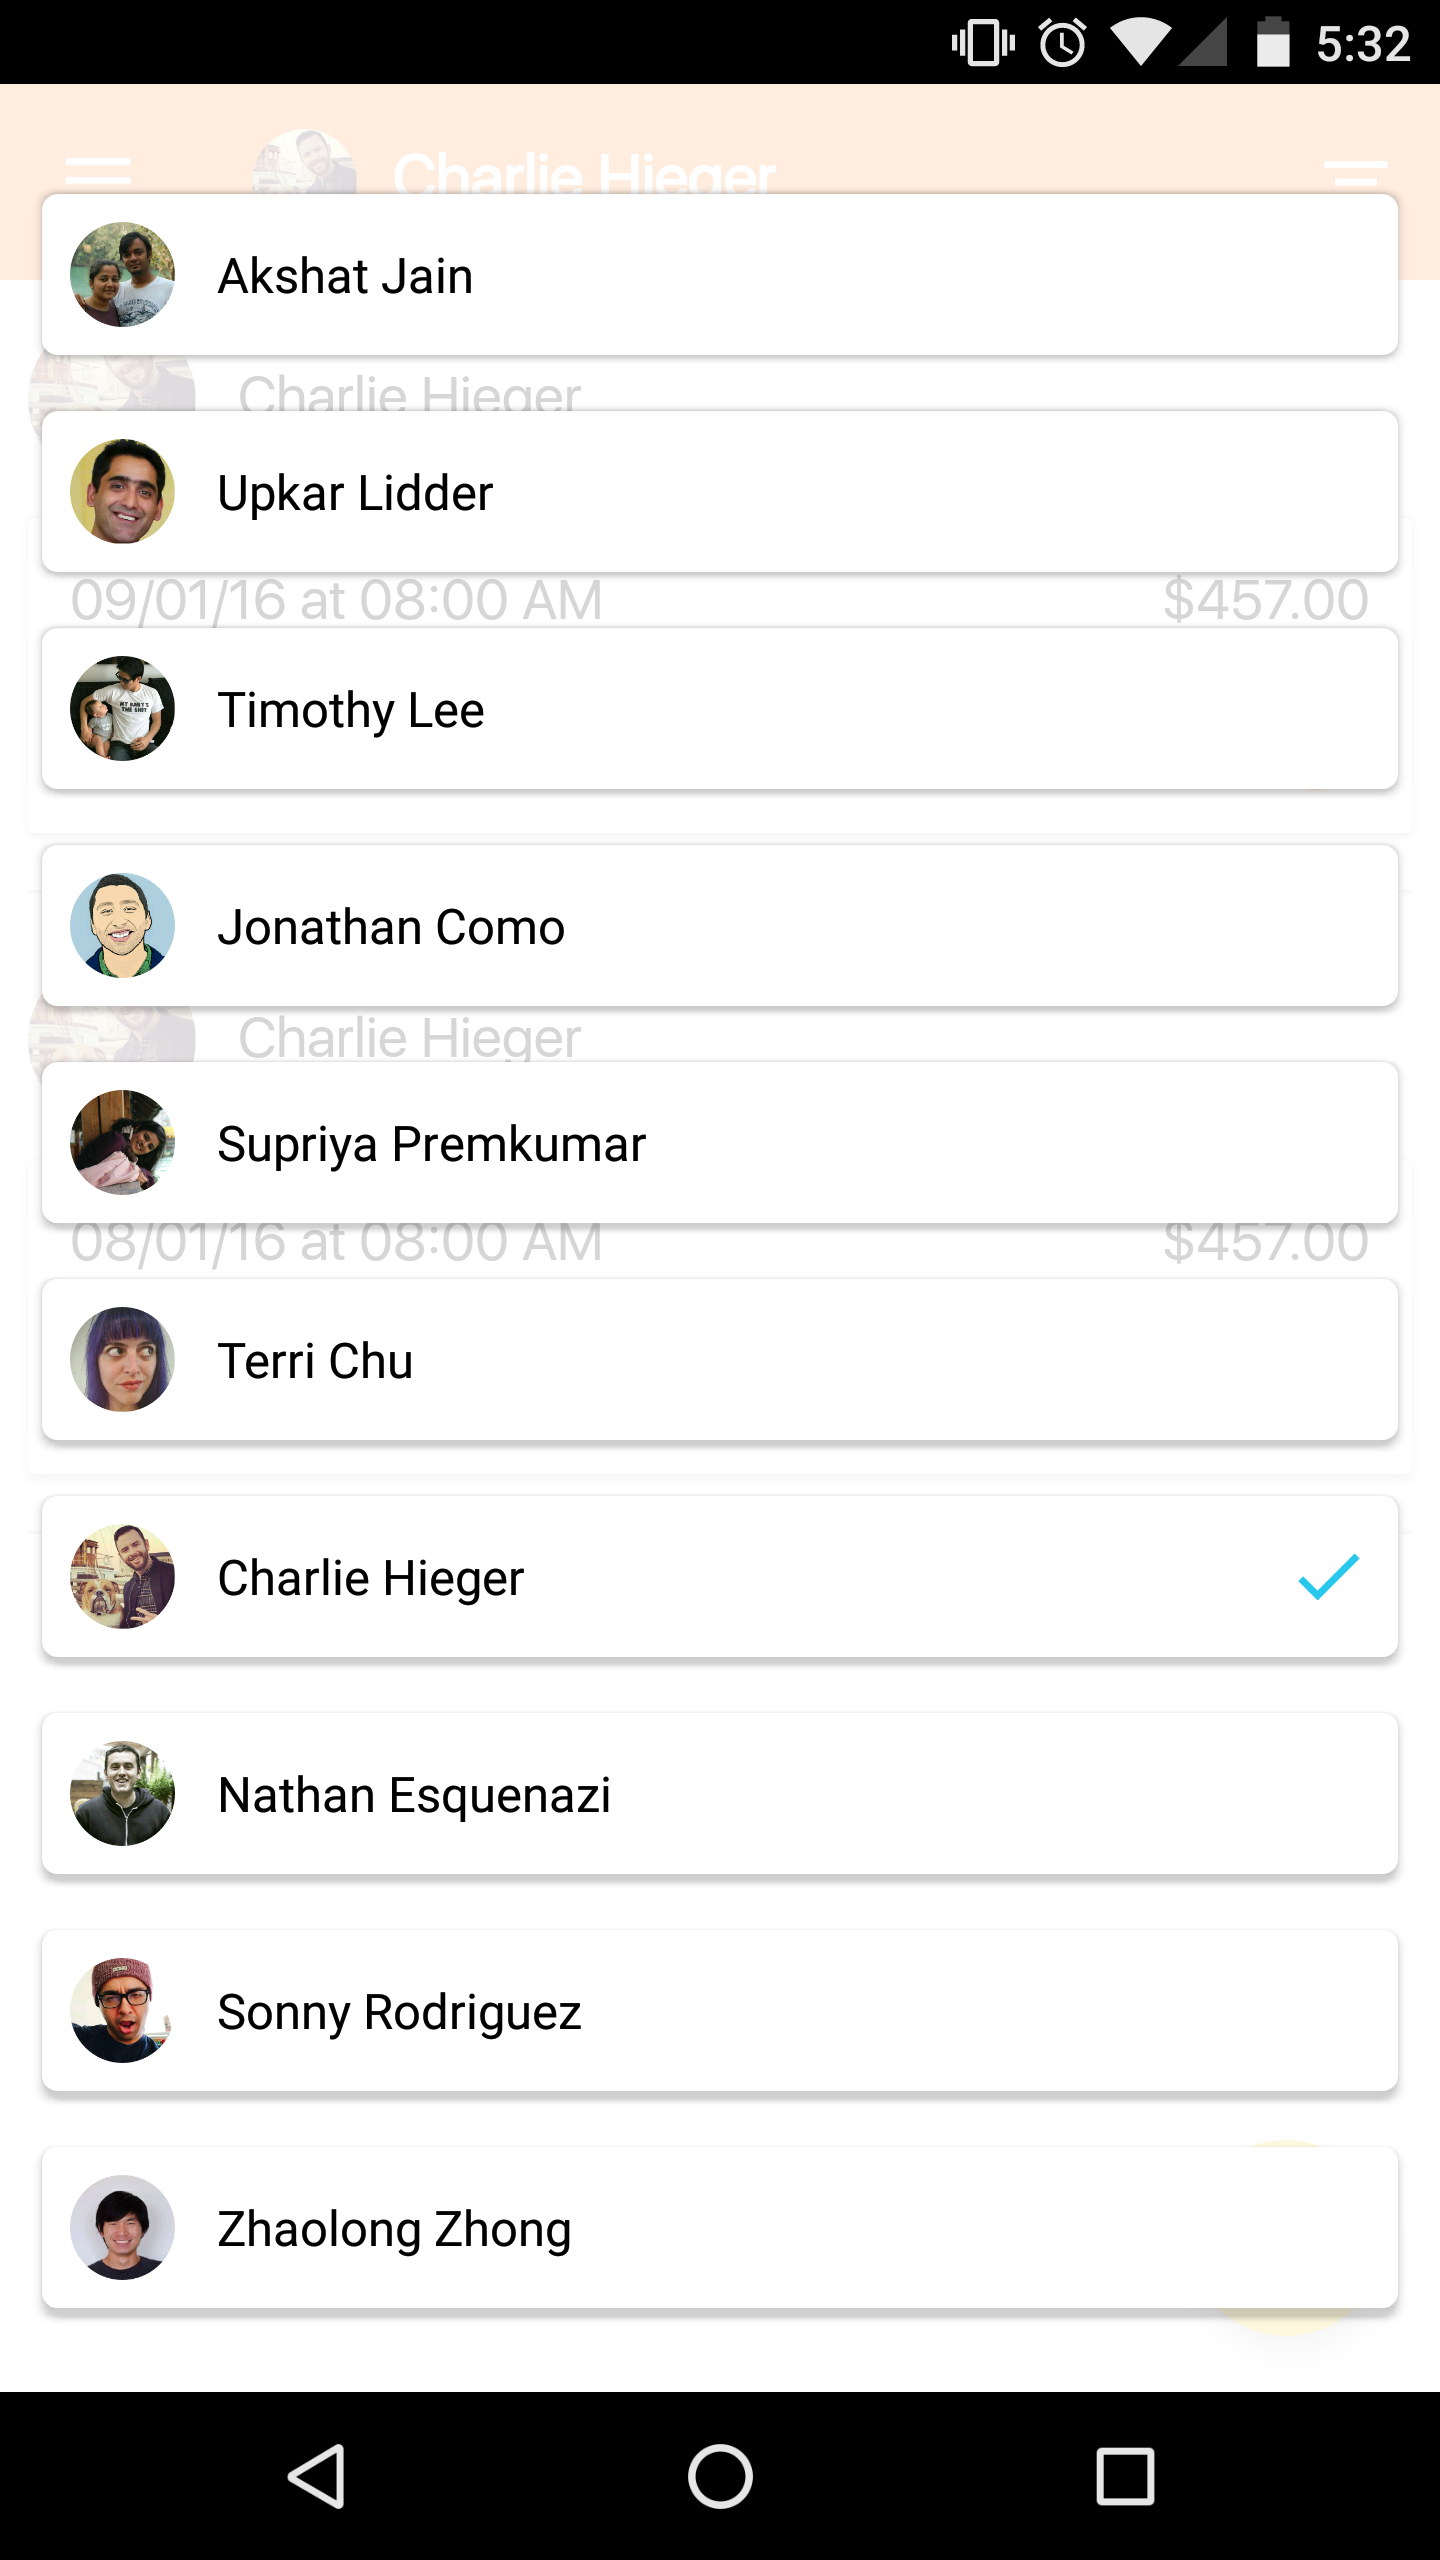 5:32
Charlie Hieger
Akshat Jain
Charlie Hieger
Upkar Lidder
09/01/16 at 08:00 AM $457.00
Timothy Lee
Jonathan Como
Charlie Hieger
Supriya Premkumar
08/01/16 at 08:00 AM $457.00
Terri Chu
Charlie Hieger
Nathan Esquenazi
Sonny Rodriguez
Zhaolong Zhong